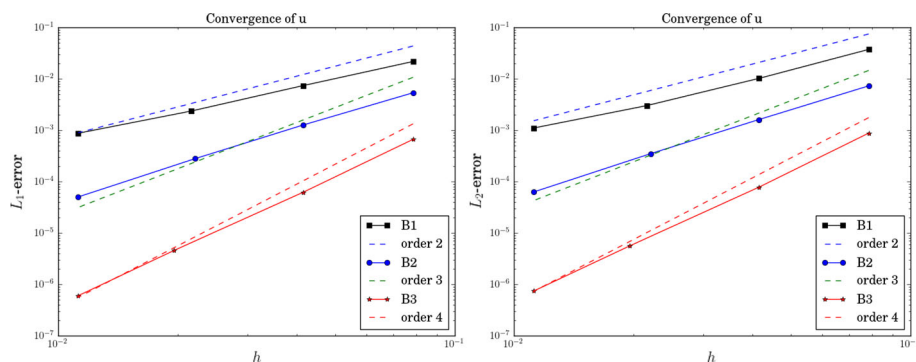 Convergence of u
10⁻¹
10⁻²
10⁻³
10⁻⁴
10⁻⁵
10⁻⁶
10⁻⁷
L₁-error
B1
order 2
B2
order 3
B3
order 4
10⁻²
10⁻¹
h
Convergence of u
10⁻¹
10⁻²
10⁻³
10⁻⁴
10⁻⁵
10⁻⁶
10⁻⁷
L₂-error
B1
order 2
B2
order 3
B3
order 4
10⁻²
h